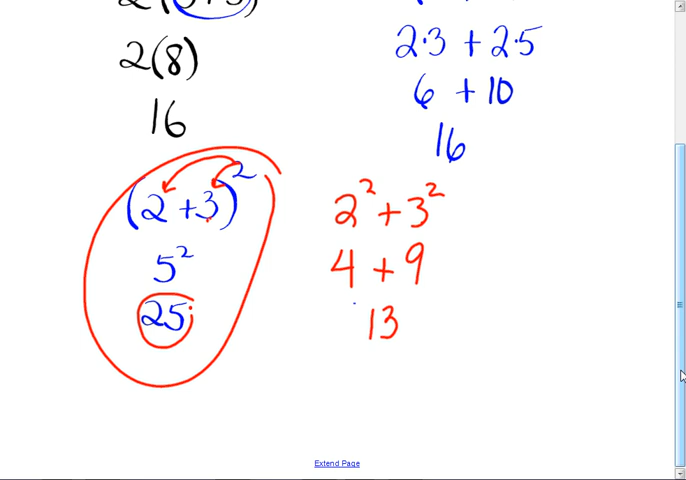 2(8)
16
2·3 + 2·5
6 + 10
16
(2+3)²
5²
25
2² + 3²
4 + 9
13
Extend Page